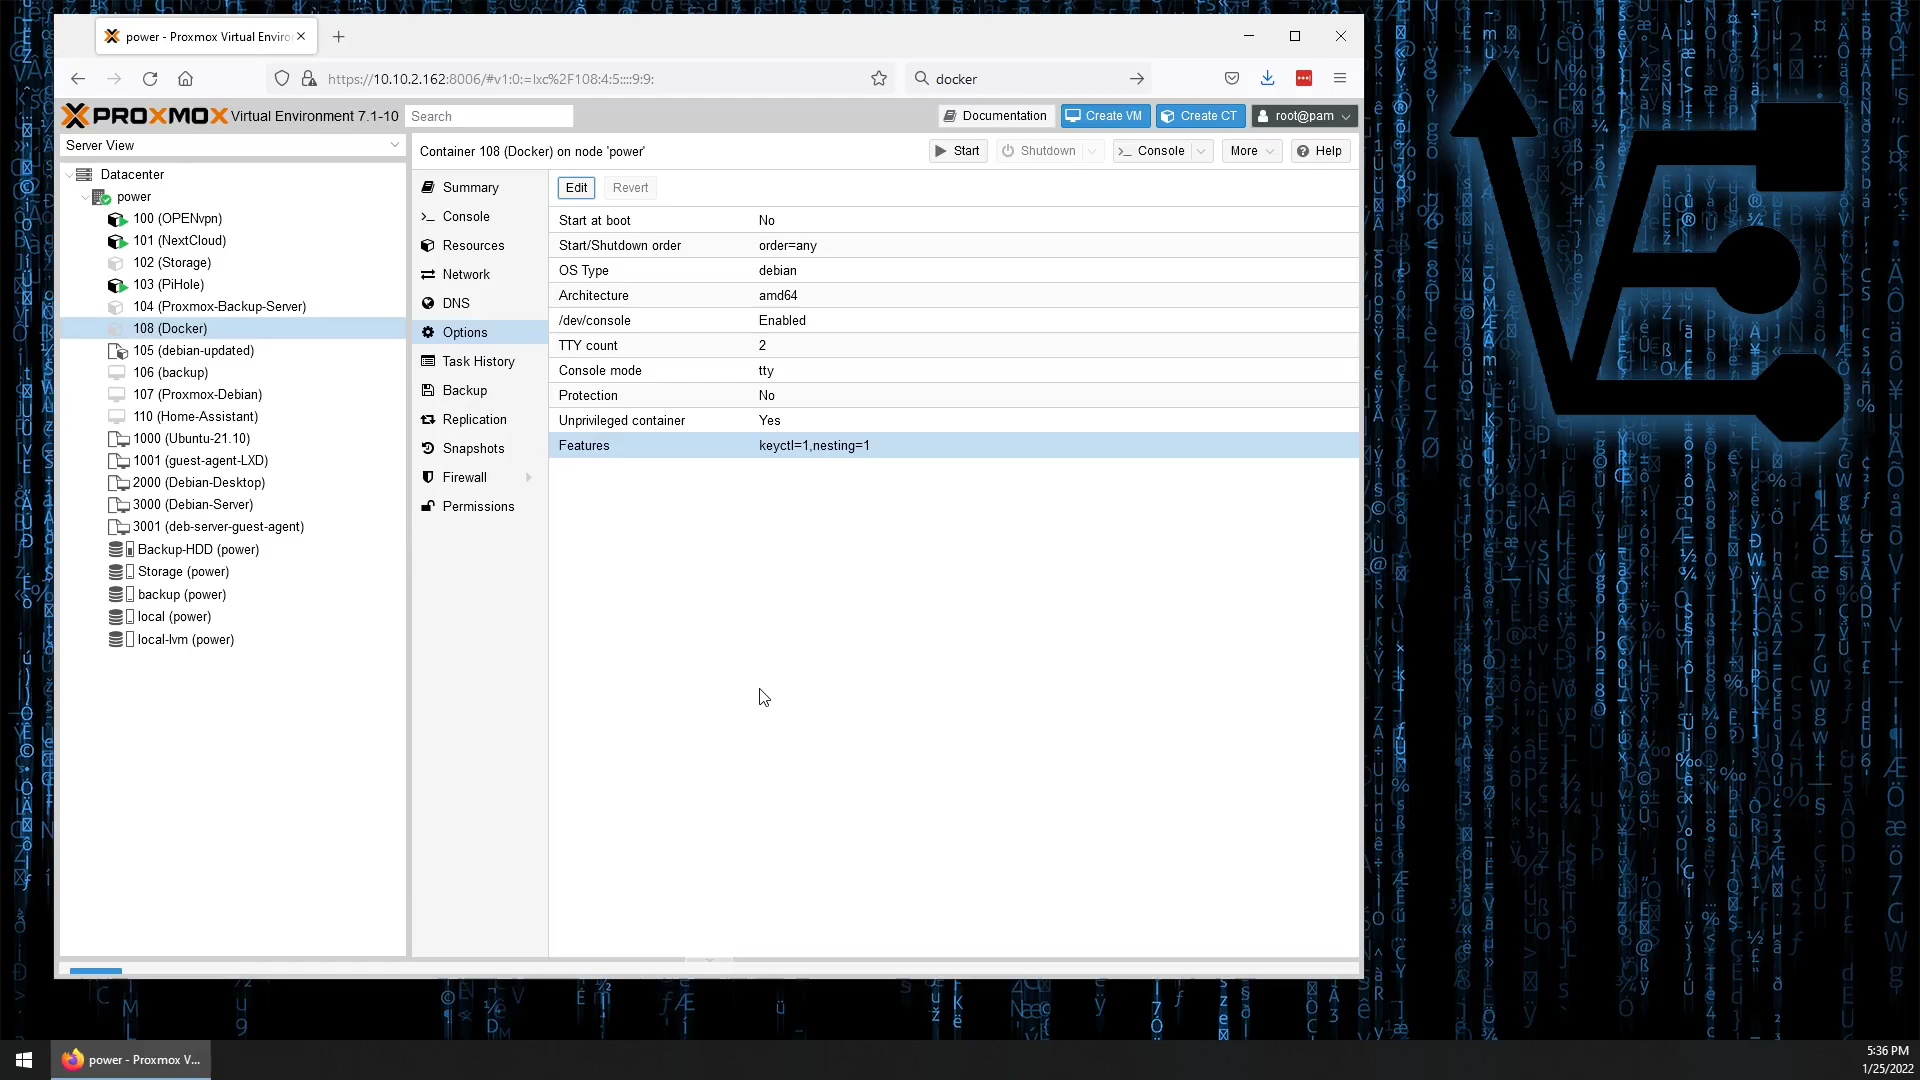 power - Proxmox Virtual Enviro
https://10.10.2.162:8006/#v1:0:=lxc%2F108:4:5::::9:9:
docker
PROXMOX Virtual Environment 7.1-10
Search
Documentation
Create VM
Create CT
root@pam
Server View
Container 108 (Docker) on node 'power'
Start
Shutdown
Console
More
Help
Datacenter
power
100 (OPENvpn)
101 (NextCloud)
102 (Storage)
103 (PiHole)
104 (Proxmox-Backup-Server)
108 (Docker)
105 (debian-updated)
106 (backup)
107 (Proxmox-Debian)
110 (Home-Assistant)
1000 (Ubuntu-21.10)
1001 (guest-agent-LXD)
2000 (Debian-Desktop)
3000 (Debian-Server)
3001 (deb-server-guest-agent)
Backup-HDD (power)
Storage (power)
backup (power)
local (power)
local-lvm (power)
Summary
Console
Resources
Network
DNS
Options
Task History
Backup
Replication
Snapshots
Firewall
Permissions
Edit
Revert
Start at boot No
Start/Shutdown order order=any
OS Type debian
Architecture amd64
/dev/console Enabled
TTY count 2
Console mode tty
Protection No
Unprivileged container Yes
Features keyctl=1,nesting=1
power - Proxmox V...
5:36 PM
1/25/2022